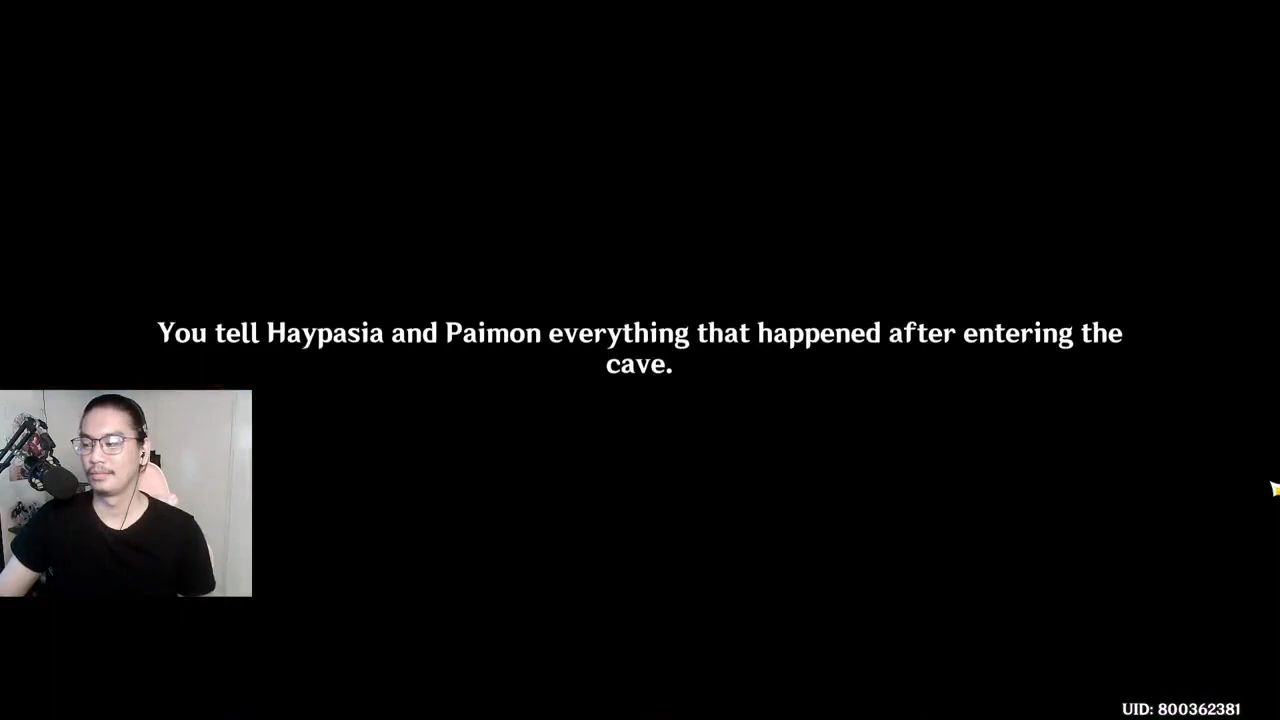 You tell Haypasia and Paimon everything that happened after entering the
cave.
UID: 800362381